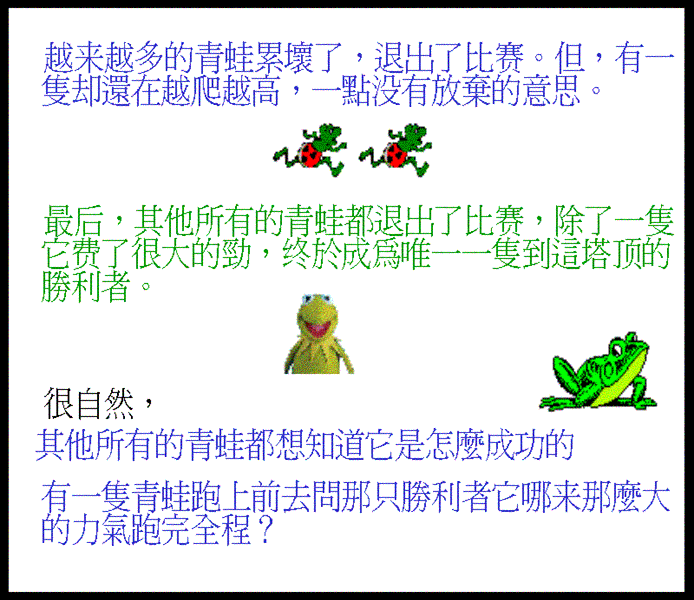 越来越多的青蛙累壞了，退出了比赛。但，有一
隻却還在越爬越高，一點没有放棄的意思。
最后，其他所有的青蛙都退出了比赛，除了一隻
它费了很大的勁，终於成爲唯一一隻到這塔顶的
勝利者。
很自然，
其他所有的青蛙都想知道它是怎麽成功的
有一隻青蛙跑上前去問那只勝利者它哪来那麽大
的力氣跑完全程？